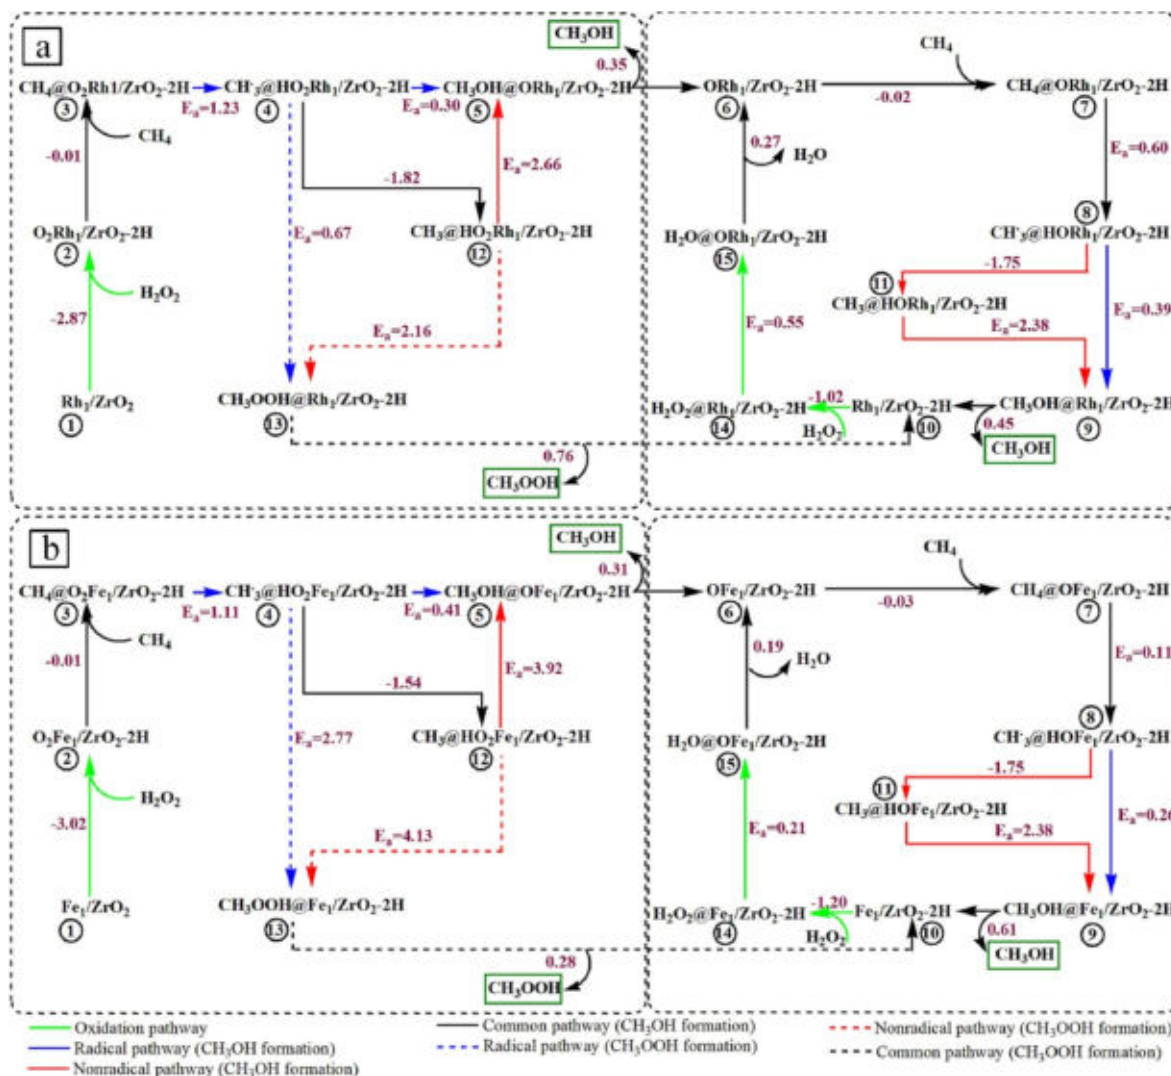 a
CH₃OH
0.35
CH₄
CH₄@O₂Rh1/ZrO₂-2H
CH·₃@HO₂Rh₁/ZrO₂-2H
CH₃OH@ORh₁/ZrO₂-2H
ORh₁/ZrO₂-2H
CH₄@ORh₁/ZrO₂-2H
3
Eₐ=1.23
4
Eₐ=0.30
5
6
-0.02
7
CH₄
-0.01
-1.82
Eₐ=2.66
0.27
H₂O
Eₐ=0.60
8
O₂Rh₁/ZrO₂-2H
2
Eₐ=0.67
CH₃@HO₂Rh₁/ZrO₂-2H
12
H₂O@ORh₁/ZrO₂-2H
15
CH·₃@HORh₁/ZrO₂-2H
-1.75
11
H₂O₂
CH₃@HORh₁/ZrO₂-2H
-2.87
Eₐ=2.16
Eₐ=0.55
Eₐ=2.38
Eₐ=0.39
Rh₁/ZrO₂
1
CH₃OOH@Rh₁/ZrO₂-2H
13
H₂O₂@Rh₁/ZrO₂-2H
14
-1.02
H₂O₂
Rh₁/ZrO₂-2H
10
CH₃OH@Rh₁/ZrO₂-2H
9
0.45
CH₃OH
0.76
CH₃OOH
b
CH₃OH
0.31
CH₄
CH₄@O₂Fe₁/ZrO₂-2H
CH·₃@HO₂Fe₁/ZrO₂-2H
CH₃OH@OFe₁/ZrO₂-2H
OFe₁/ZrO₂-2H
CH₄@OFe₁/ZrO₂-2H
3
Eₐ=1.11
4
Eₐ=0.41
5
6
-0.03
7
CH₄
-0.01
-1.54
Eₐ=3.92
0.19
H₂O
Eₐ=0.11
8
O₂Fe₁/ZrO₂-2H
2
Eₐ=2.77
CH₃@HO₂Fe₁/ZrO₂-2H
12
H₂O@OFe₁/ZrO₂-2H
15
CH·₃@HOFe₁/ZrO₂-2H
-1.75
11
H₂O₂
CH₃@HOFe₁/ZrO₂-2H
-3.02
Eₐ=4.13
Eₐ=0.21
Eₐ=2.38
Eₐ=0.26
Fe₁/ZrO₂
1
CH₃OOH@Fe₁/ZrO₂-2H
13
H₂O₂@Fe₁/ZrO₂-2H
14
-1.20
H₂O₂
Fe₁/ZrO₂-2H
10
CH₃OH@Fe₁/ZrO₂-2H
9
0.61
CH₃OH
0.28
CH₃OOH
Oxidation pathway
Common pathway (CH₃OH formation)
Nonradical pathway (CH₃OOH formation)
Radical pathway (CH₃OH formation)
Radical pathway (CH₃OOH formation)
Common pathway (CH₃OOH formation)
Nonradical pathway (CH₃OH formation)